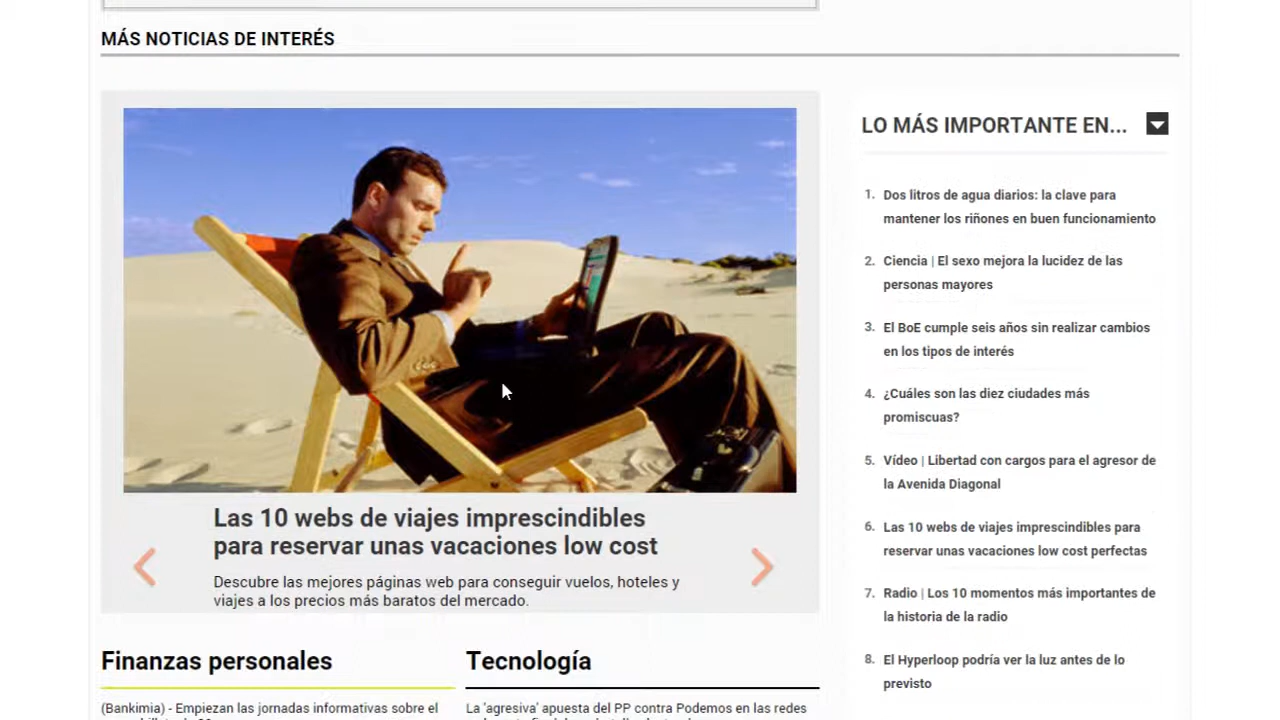 MÁS NOTICIAS DE INTERÉS
Las 10 webs de viajes imprescindibles
para reservar unas vacaciones low cost
Descubre las mejores páginas web para conseguir vuelos, hoteles y
viajes a los precios más baratos del mercado.
Finanzas personales
(Bankimia) - Empiezan las jornadas informativas sobre el
Tecnología
La 'agresiva' apuesta del PP contra Podemos en las redes
LO MÁS IMPORTANTE EN...
1. Dos litros de agua diarios: la clave para
mantener los riñones en buen funcionamiento
2. Ciencia | El sexo mejora la lucidez de las
personas mayores
3. El BoE cumple seis años sin realizar cambios
en los tipos de interés
4. ¿Cuáles son las diez ciudades más
promiscuas?
5. Vídeo | Libertad con cargos para el agresor de
la Avenida Diagonal
6. Las 10 webs de viajes imprescindibles para
reservar unas vacaciones low cost perfectas
7. Radio | Los 10 momentos más importantes de
la historia de la radio
8. El Hyperloop podría ver la luz antes de lo
previsto